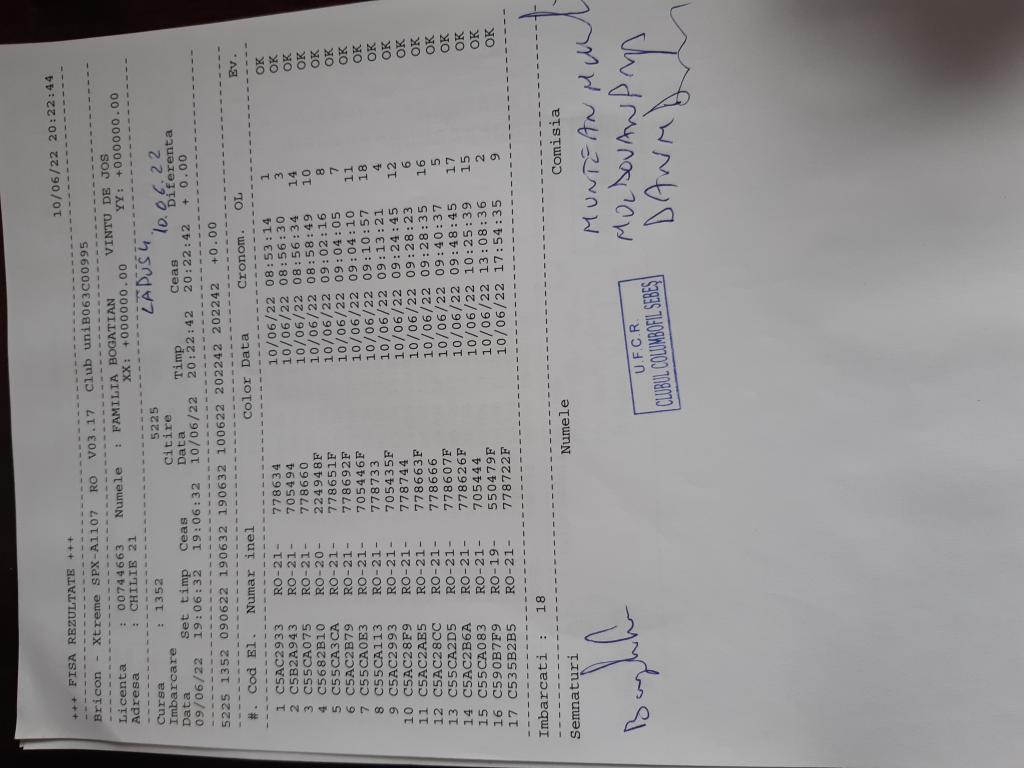 10/06/22 20:22:44
+++ FISA REZULTATE +++
Bricon Xtreme SPX-A1107 RO V03.17 Club uniB063C00995
Licenta : 00744663 Numele : FAMILIA BOGATTIAN VINTU DE JOS
Adresa : CHILIE 21 XX: +000000.00 YY: +000000.00
LADUS4 10.06.22
Cursa : 1352 5225
Imbarcare Citire
Data Set timp Ceas Data Timp Ceas Diferenta
09/06/22 19:06:32 19:06:32 10/06/22 20:22:42 20:22:42 + 0.00
5225 1352 090622 190632 190632 100622 202242 202242 +0.00
#. Cod El. Numar inel Color Data Cronom. OL Ev.
1 C5AC2933 RO-21- 778634 10/06/22 08:53:14 1 OK
2 C5B2A943 RO-21- 705494 10/06/22 08:56:30 3 OK
3 C55CA075 RO-21- 778660 10/06/22 08:56:34 14 OK
4 C5682B10 RO-20- 224948F 10/06/22 08:58:49 10 OK
5 C55CA3CA RO-21- 778651F 10/06/22 09:02:16 8 OK
6 C5AC2B79 RO-21- 778692F 10/06/22 09:04:05 7 OK
7 C55CA0E3 RO-21- 705446F 10/06/22 09:04:10 11 OK
8 C55CA113 RO-21- 778733 10/06/22 09:10:57 18 OK
9 C5AC2993 RO-21- 705435F 10/06/22 09:13:21 4 OK
10 C5AC28F9 RO-21- 778744 10/06/22 09:24:45 12 OK
11 C5AC2AE5 RO-21- 778663F 10/06/22 09:28:23 6 OK
12 C5AC28CC RO-21- 778666 10/06/22 09:28:35 16 OK
13 C55CA2D5 RO-21- 778607F 10/06/22 09:40:37 5 OK
14 C5AC2B6A RO-21- 778626F 10/06/22 09:48:45 17 OK
15 C55CA083 RO-21- 705444 10/06/22 10:25:39 15 OK
16 C590B7F9 RO-19- 550479F 10/06/22 13:08:36 2 OK
17 C535B2B5 RO-21- 778722F 10/06/22 17:54:35 9 OK
Imbarcati : 18
Semnaturi Numele Comisia
MUNTEAN
MOLDOVAN
DAN
U.F.C.R.
CLUBUL COLUMBOFIL SEBEȘ